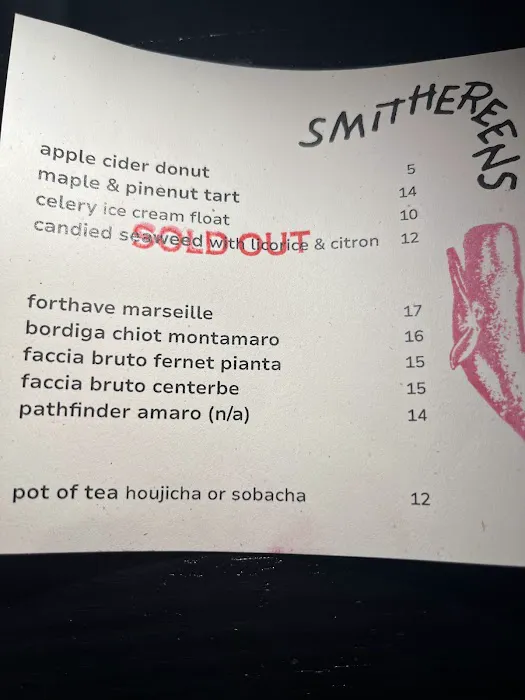 SMITHEREENS
apple cider donut 5
maple & pinenut tart 14
celery ice cream float 10
candied seaweed with licorice & citron 12
SOLD OUT
forthave marseille 17
bordiga chiot montamaro 16
faccia bruto fernet pianta 15
faccia bruto centerbe 15
pathfinder amaro (n/a) 14
pot of tea houjicha or sobacha 12